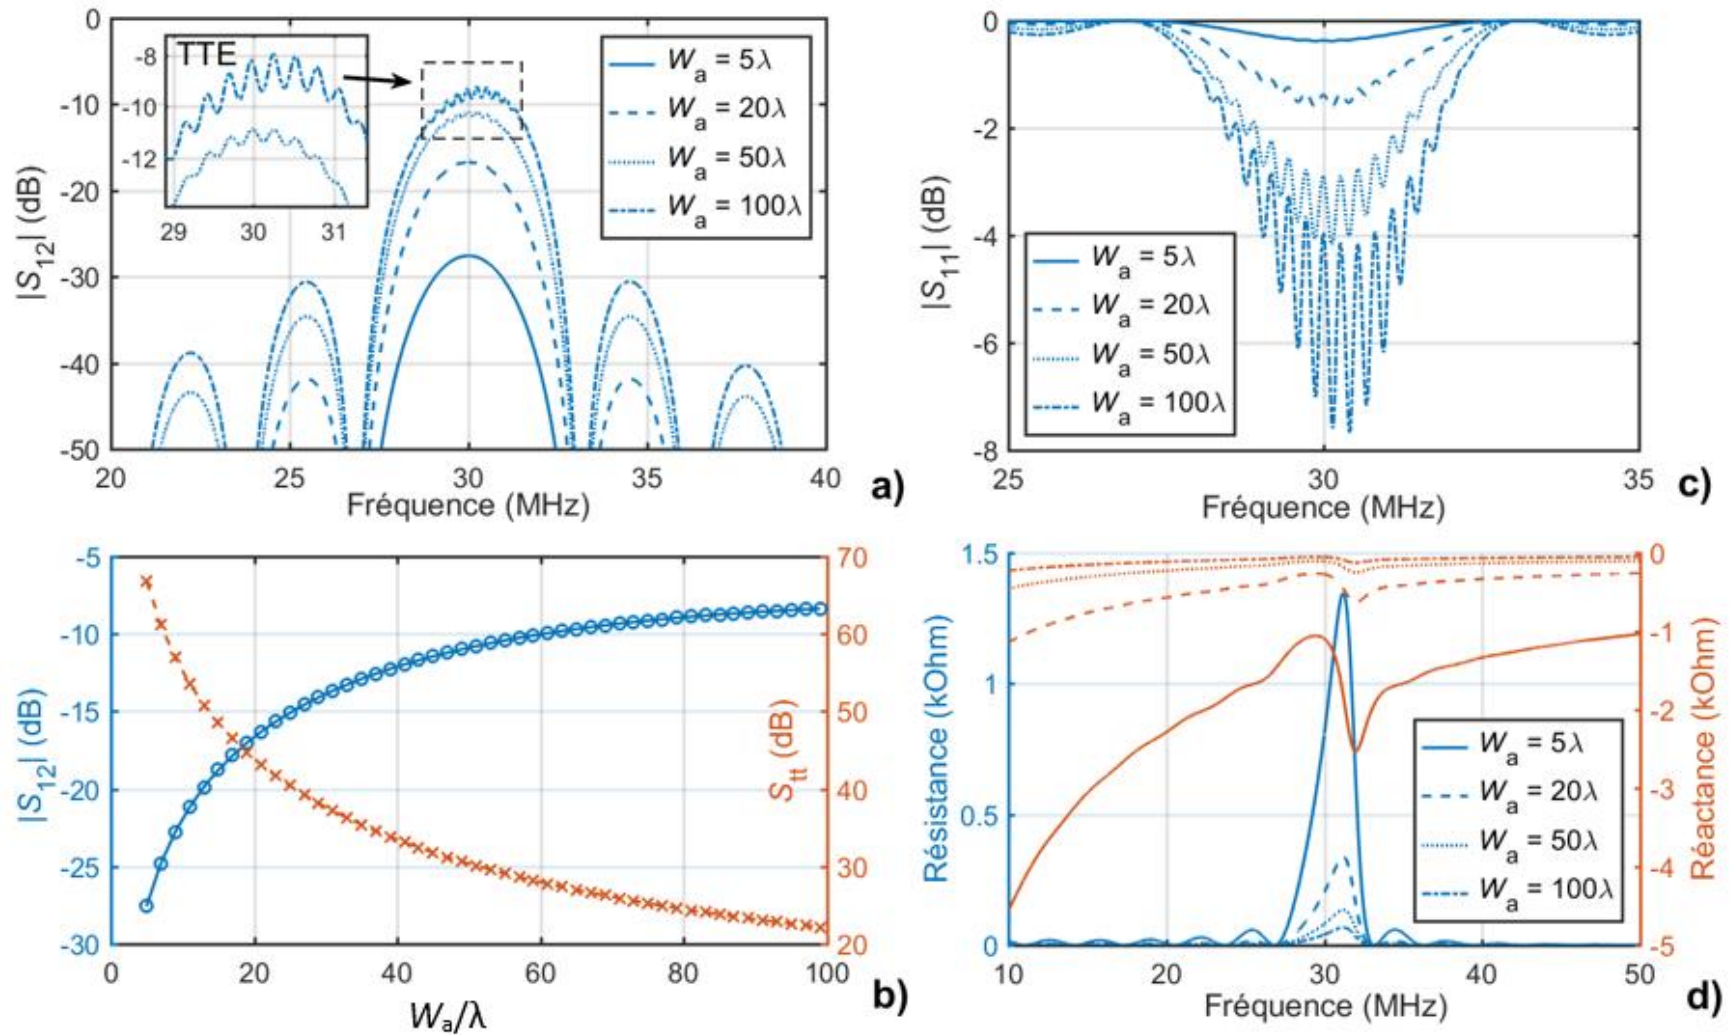 0
-10
-20
-30
-40
-50
|S12| (dB)
TTE
-8
-10
-12
29 30 31
Wa = 5λ
Wa = 20λ
Wa = 50λ
Wa = 100λ
20 25 30 35 40
Fréquence (MHz)
a)
0
-2
-4
-6
-8
|S11| (dB)
Wa = 5λ
Wa = 20λ
Wa = 50λ
Wa = 100λ
25 30 35
Fréquence (MHz)
c)
-5
-10
-15
-20
-25
-30
|S12| (dB)
70
60
50
40
30
20
Stt (dB)
0 20 40 60 80 100
Wa/λ
b)
1.5
1
0.5
0
Résistance (kOhm)
0
-1
-2
-3
-4
-5
Réactance (kOhm)
Wa = 5λ
Wa = 20λ
Wa = 50λ
Wa = 100λ
10 20 30 40 50
Fréquence (MHz)
d)